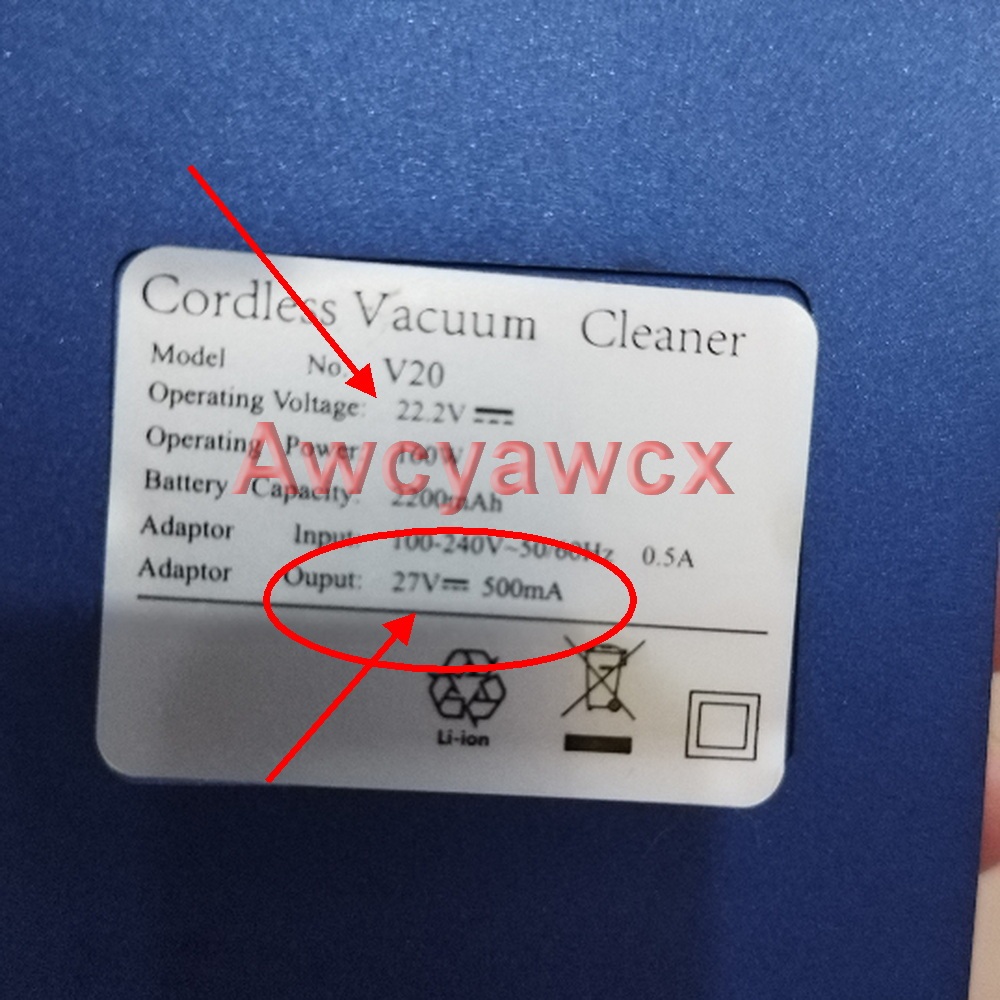 Cordless Vacuum Cleaner
Model No. V20
Operating Voltage: 22.2V
Operating Power: 160W
Battery Capacity: 2200mAh
Adaptor Input: 100-240V~50/60Hz 0.5A
Adaptor Ouput: 27V 500mA
Awcyawcx
Li-ion